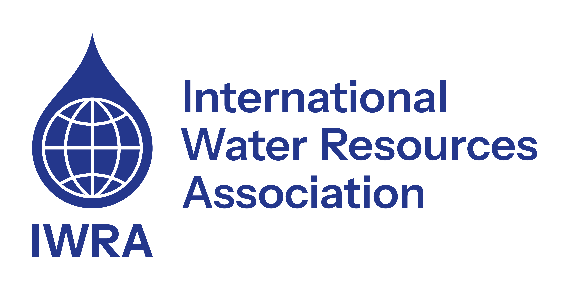 International
Water Resources
Association
IWRA